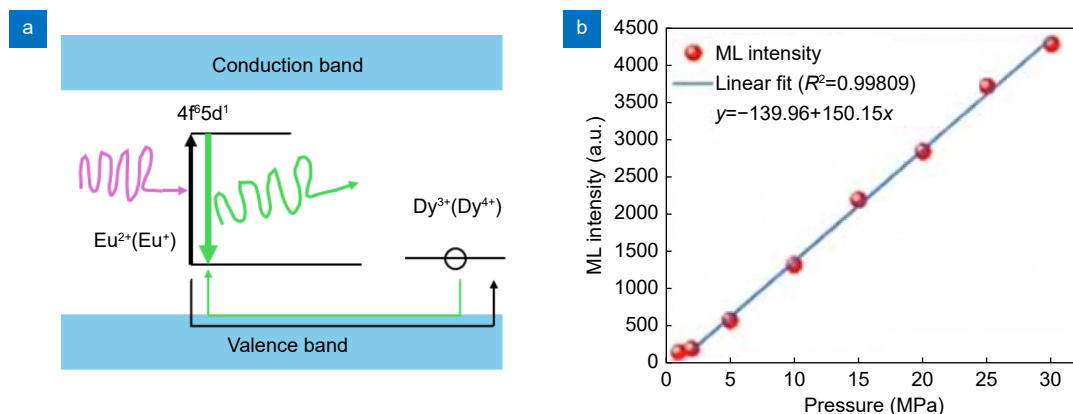 a
Conduction band
4f⁶5d¹
Dy³⁺(Dy⁴⁺)
Eu²⁺(Eu⁺)
Valence band
b
4500
4000
3500
3000
2500
2000
1500
1000
500
0
ML intensity (a.u.)
ML intensity
Linear fit (R²=0.99809)
y=−139.96+150.15x
0 5 10 15 20 25 30
Pressure (MPa)